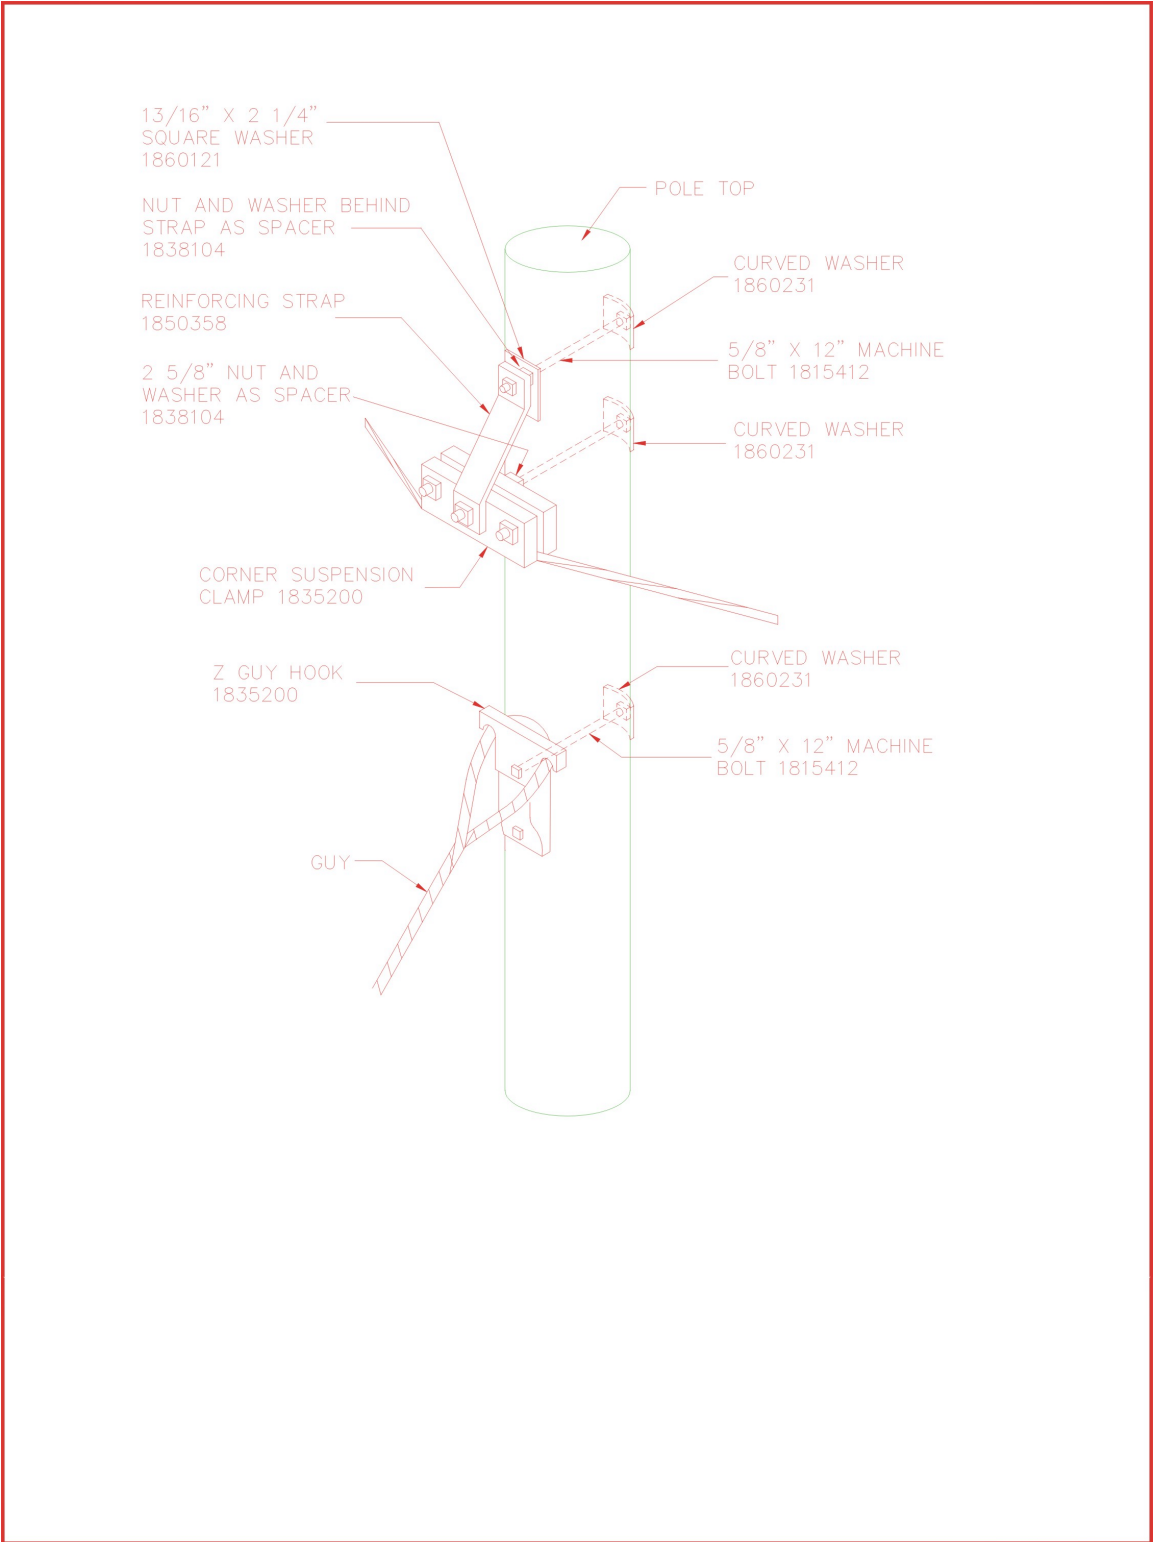 13/16" X 2 1/4"
SQUARE WASHER
1860121
POLE TOP
NUT AND WASHER BEHIND
STRAP AS SPACER
1838104
CURVED WASHER
1860231
REINFORCING STRAP
1850358
5/8" X 12" MACHINE
BOLT 1815412
2 5/8" NUT AND
WASHER AS SPACER
1838104
CURVED WASHER
1860231
CORNER SUSPENSION
CLAMP 1835200
CURVED WASHER
1860231
Z GUY HOOK
1835200
5/8" X 12" MACHINE
BOLT 1815412
GUY